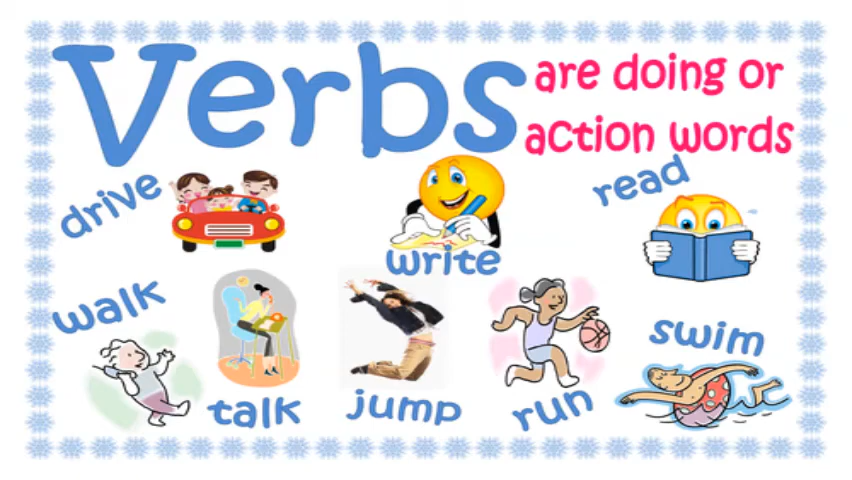 Verbs
are doing or
action words
drive
write
read
walk
talk
jump
run
swim